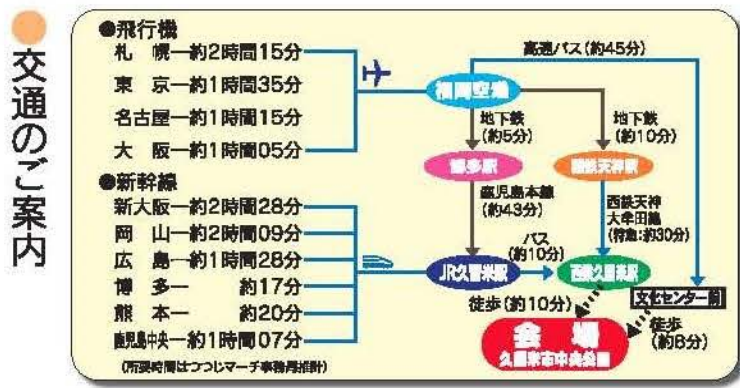 ●交通のご案内
●飛行機
札　幌―約2時間15分
東　京―約1時間35分
名古屋―約1時間15分
大　阪―約1時間05分
●新幹線
新大阪―約2時間28分
岡　山―約2時間09分
広　島―約1時間28分
博　多―　約17分
熊　本―　約20分
鹿児島中央―約1時間07分
(所要時間はつつじマーチ事務局推計)
高速バス(約45分)
福岡空港
地下鉄
(約5分)
地下鉄
(約10分)
博多駅
西鉄天神駅
鹿児島本線
(約43分)
西鉄天神
大牟田線
(特急:約30分)
バス
(約10分)
JR久留米駅
西鉄久留米駅
文化センター前
徒歩(約10分)
徒歩
(約8分)
会　場
久留米市中央公園